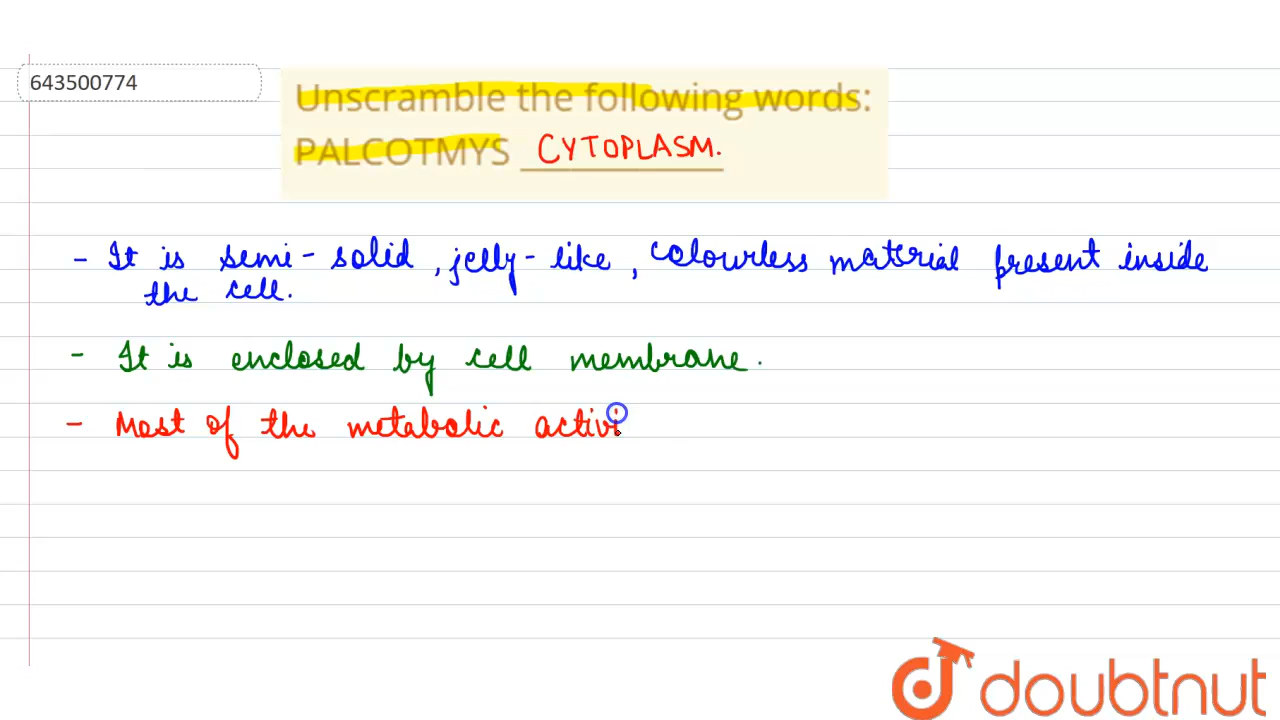 643500774
Unscramble the following words:
PALCOTMYS CYTOPLASM.
- It is semi-solid, jelly-like, colourless material present inside
the cell.
- It is enclosed by cell membrane.
- Most of the metabolic activi
doubtnut